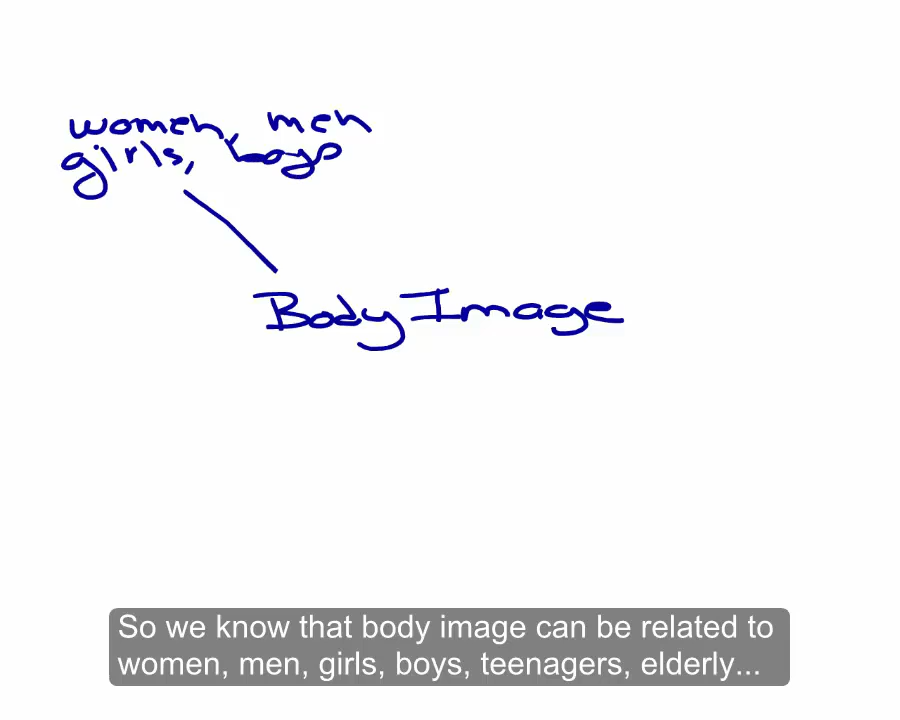 women, men
girls, boys
Body Image
So we know that body image can be related to
women, men, girls, boys, teenagers, elderly...